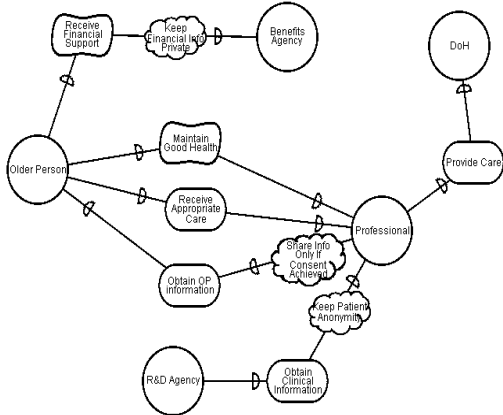 Receive
Financial
Support
Keep
Financial Info
Private
Benefits
Agency
DoH
Maintain
Good Health
Provide Care
Older Person
Receive
Appropriate
Care
Professional
Share Info
Only If
Consent
Achieved
Obtain OP
information
Keep Patient
Anonymity
R&D Agency
Obtain
Clinical
Information